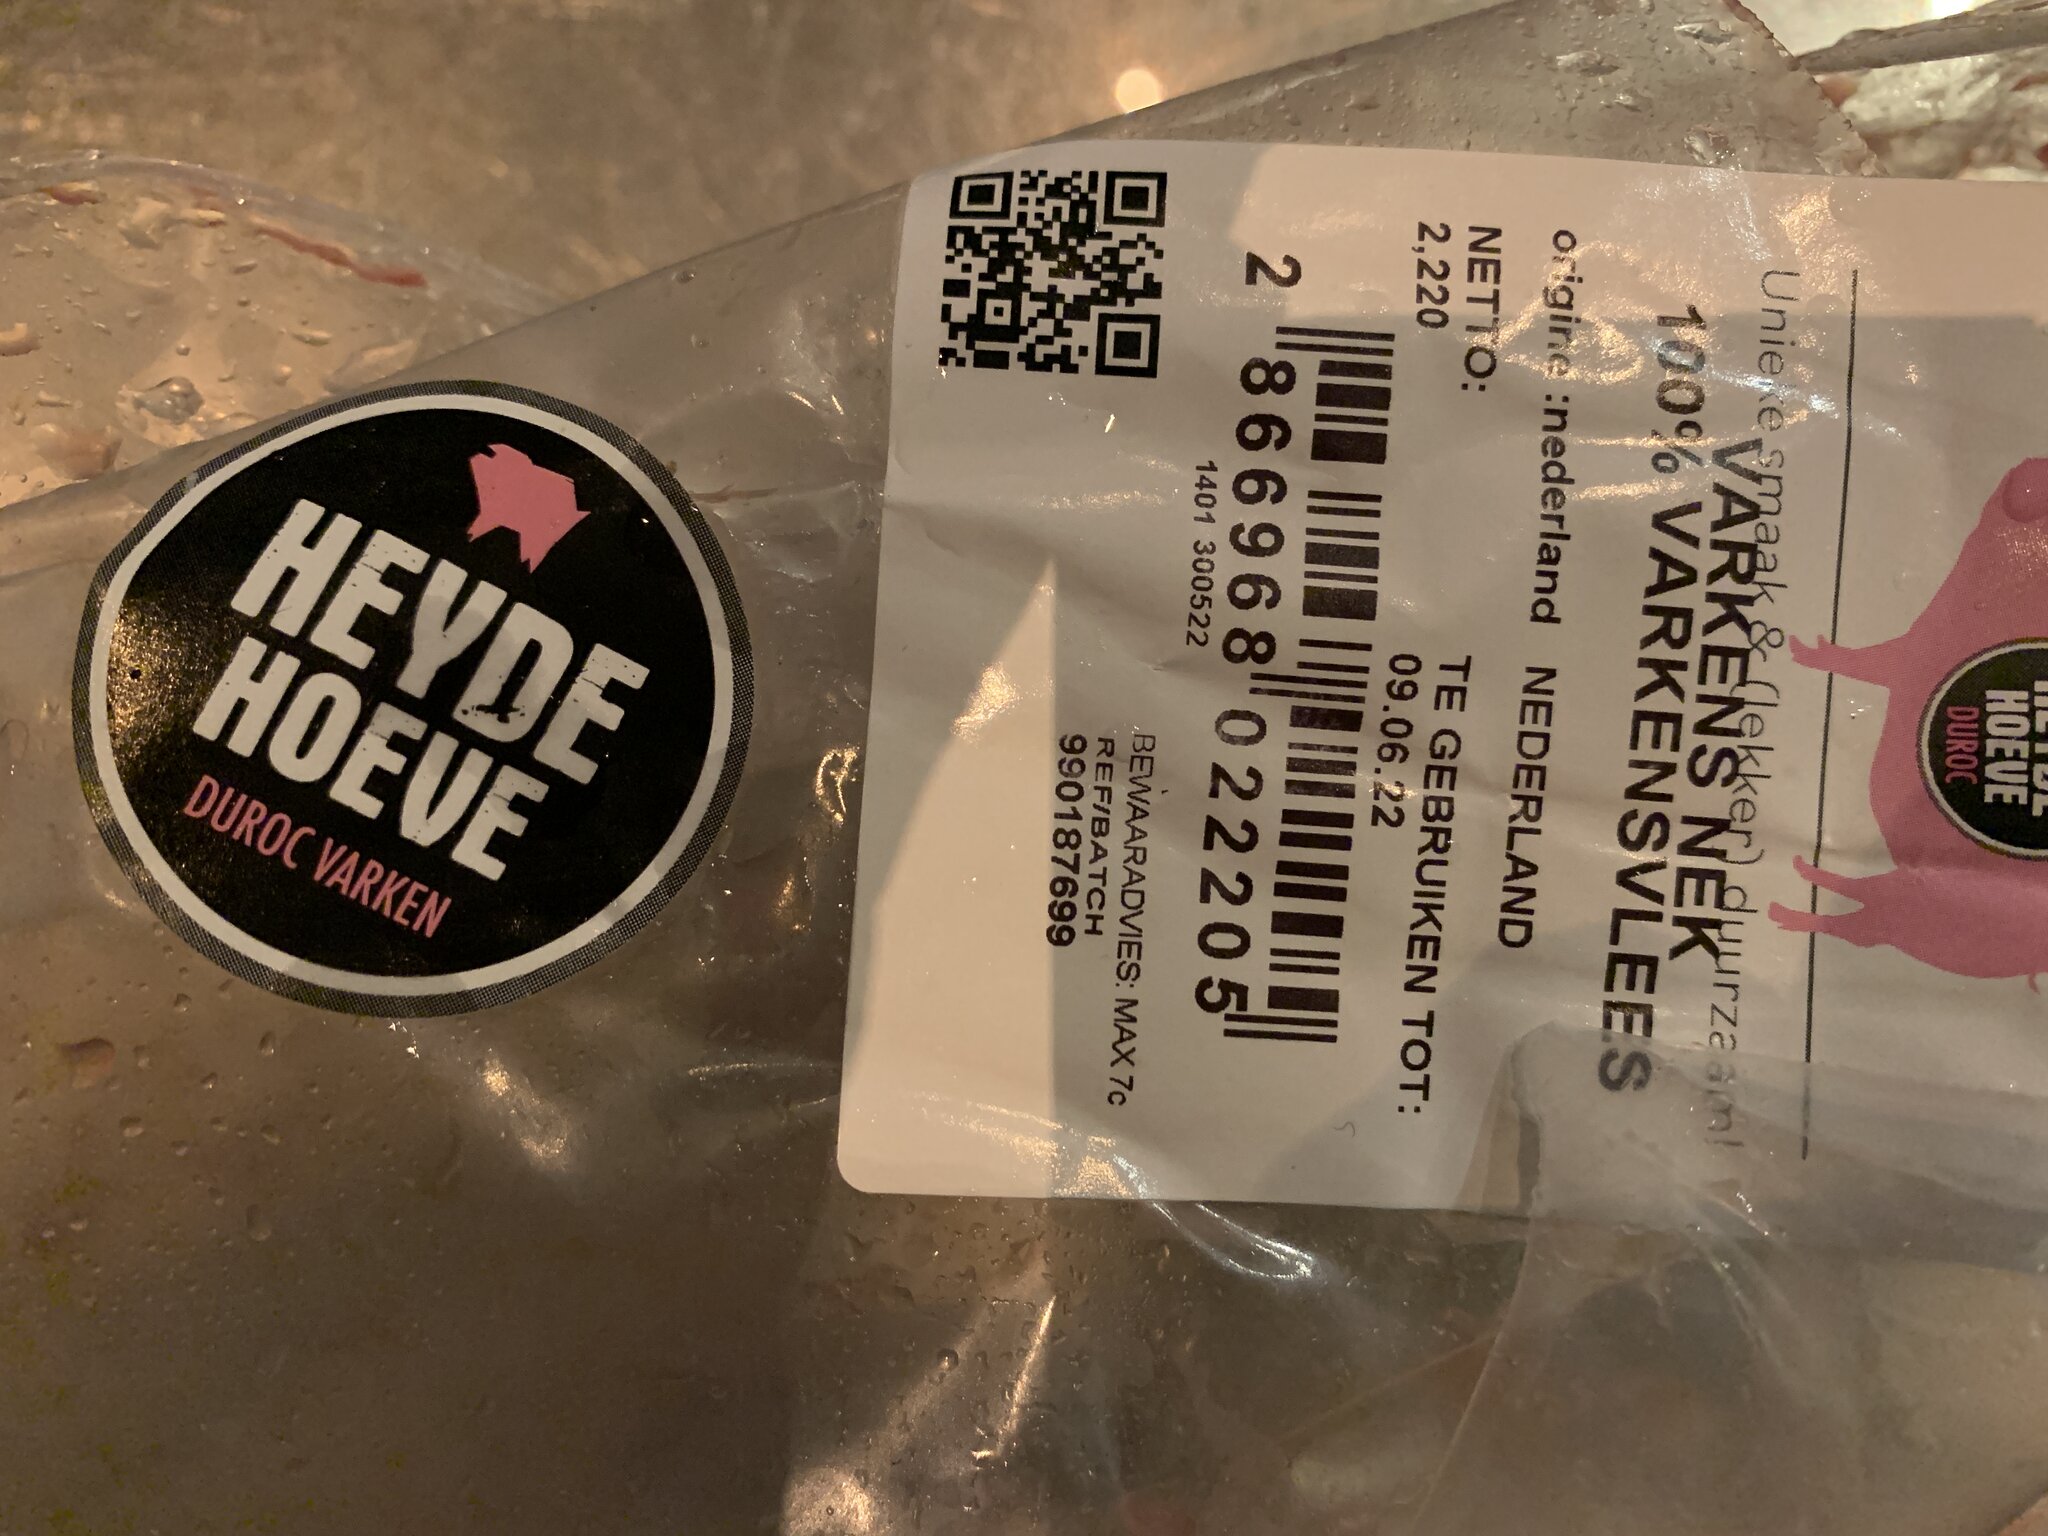 HEYDE
HOEVE
DUROC VARKEN
HOEVE
DUROC
Unieke smaak & (lekker) duurzaam!
VARKENS NEK
100% VARKENSVLEES
origine :nederland NEDERLAND
NETTO:
2,220
TE GEBRUIKEN TOT:
09.06.22
2 866968 022205
1401 300522
BEWAARADVIES: MAX 7c
REF/BATCH
990187699